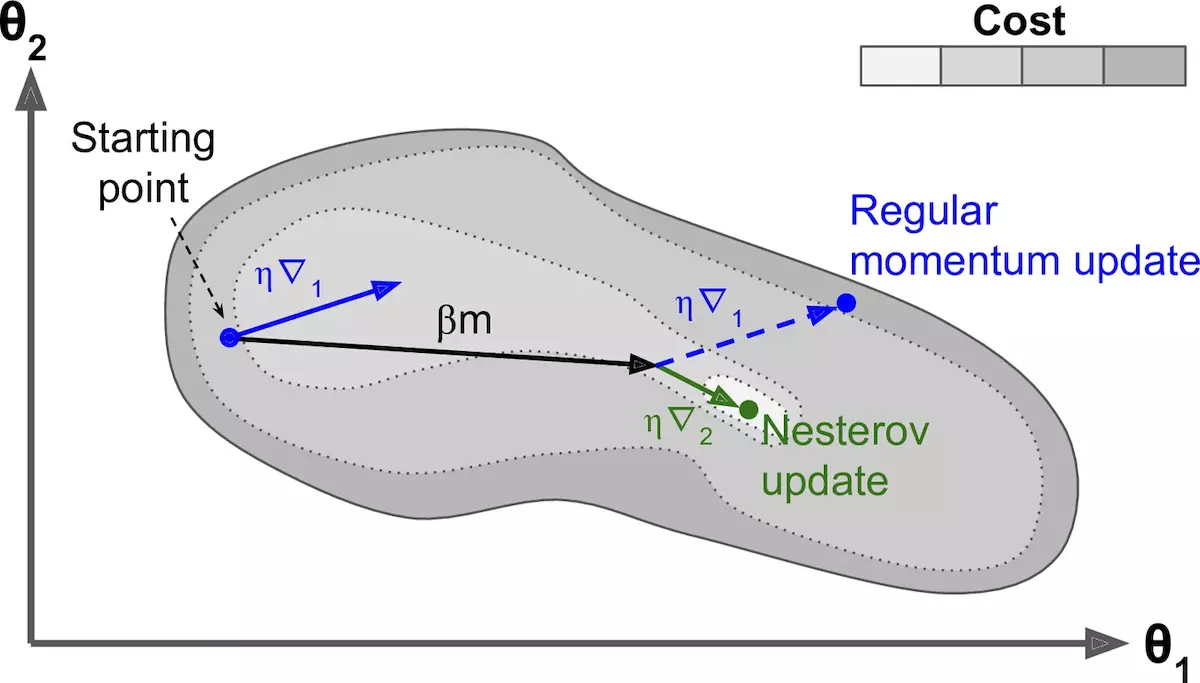 θ2
Cost
Starting
point
η∇1
βm
Regular
momentum update
η∇1
η∇2
Nesterov
update
θ1